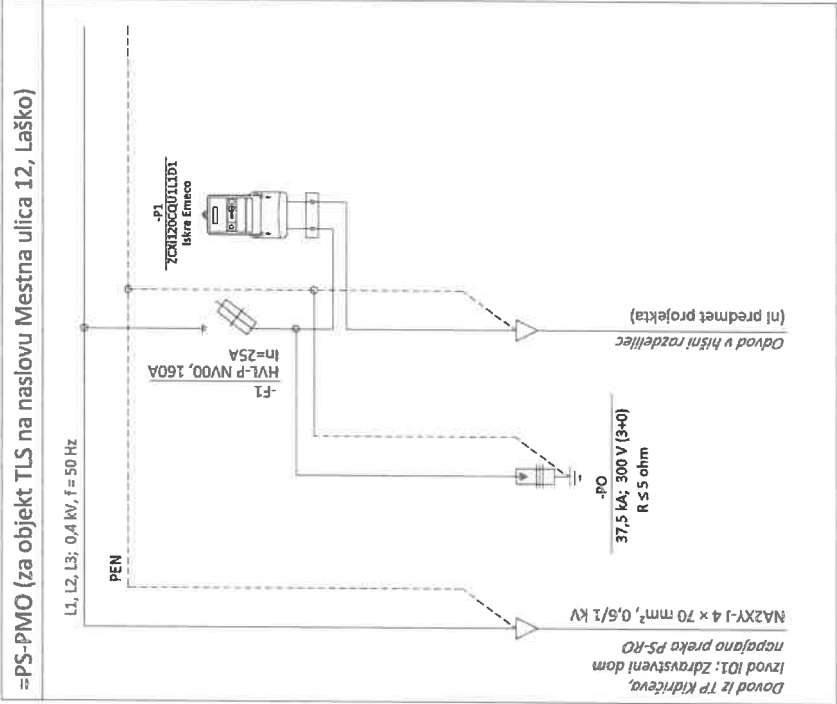 =PS-PMO (za objekt TLS na naslovu Mestna ulica 12, Laško)
L1, L2, L3; 0,4 kV, f = 50 Hz
PEN
-P1
ZCXi120CQU1L1D1
Iskra Emeco
-F1
HVL-P NV00, 160A
In=25A
-PO
37,5 kA; 300 V (3+0)
R ≤ 5 ohm
Odvod v hišni razdelilec
(ni predmet projekta)
Dovod iz TP Kidričeva,
Izvod I01: Zdravstveni dom
napajano preko PS-RO
NA2XY-J 4 × 70 mm², 0,6/1 kV